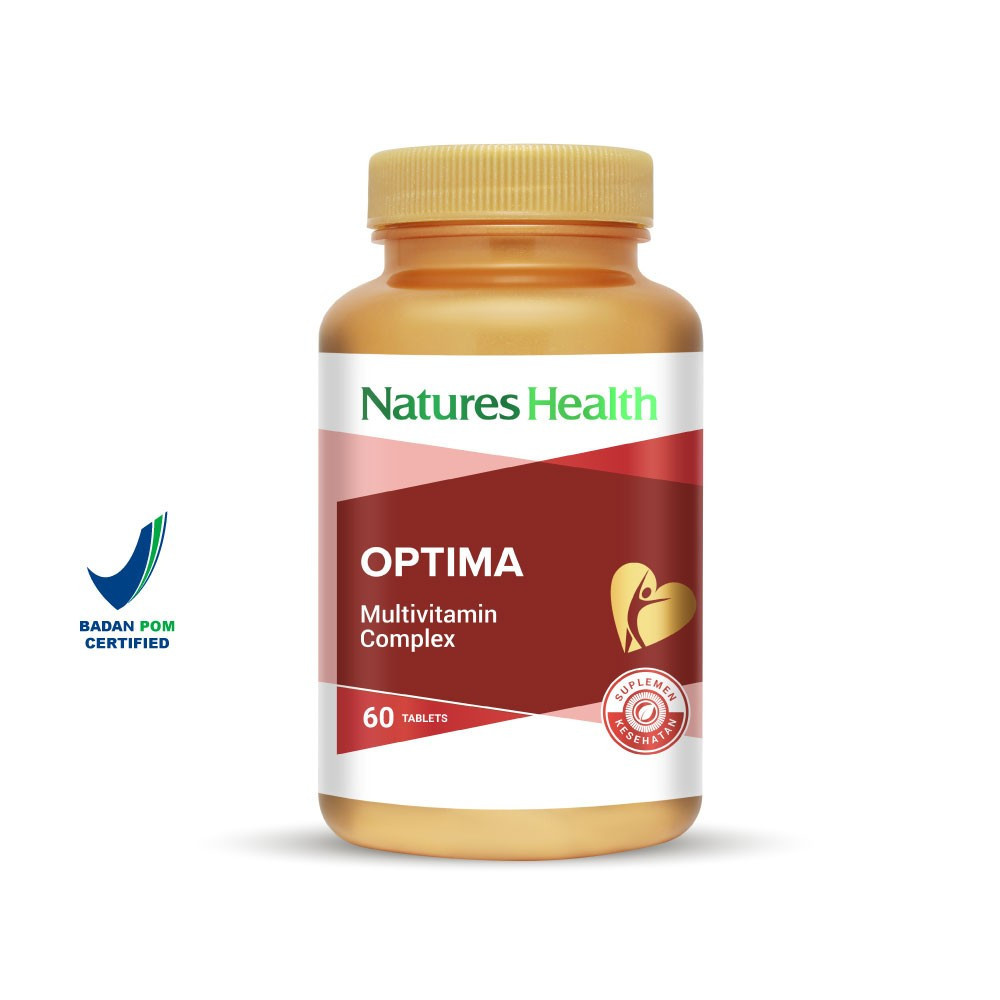 Natures Health
OPTIMA
Multivitamin
Complex
60 TABLETS
SUPLEMEN
KESEHATAN
BADAN POM
CERTIFIED